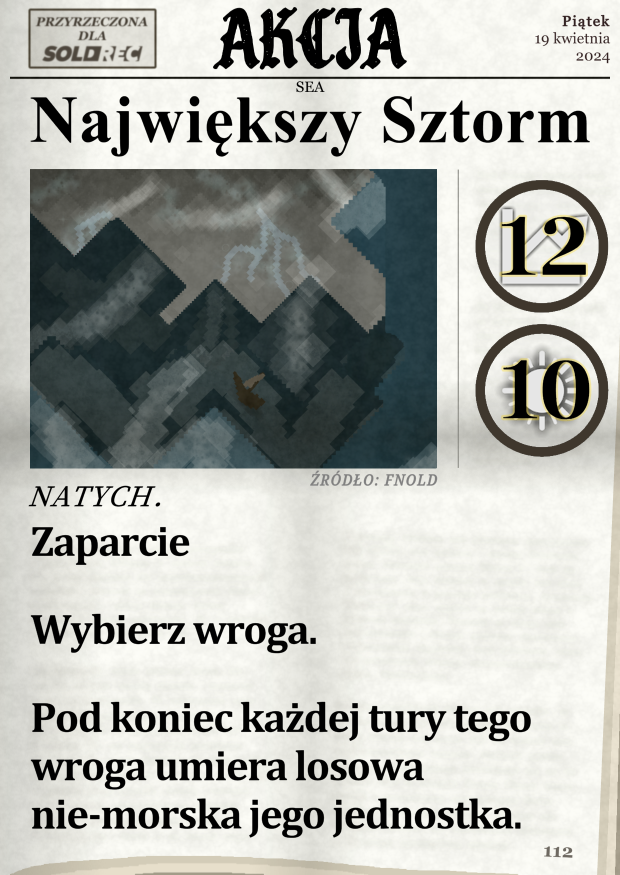 PRZYRZECZONA
DLA
SOLDREC
AKCJA
Piątek
19 kwietnia
2024
SEA
Największy Sztorm
12
10
ŹRÓDŁO: FNOLD
NATYCH.
Zaparcie
Wybierz wroga.
Pod koniec każdej tury tego
wroga umiera losowa
nie-morska jego jednostka.
112